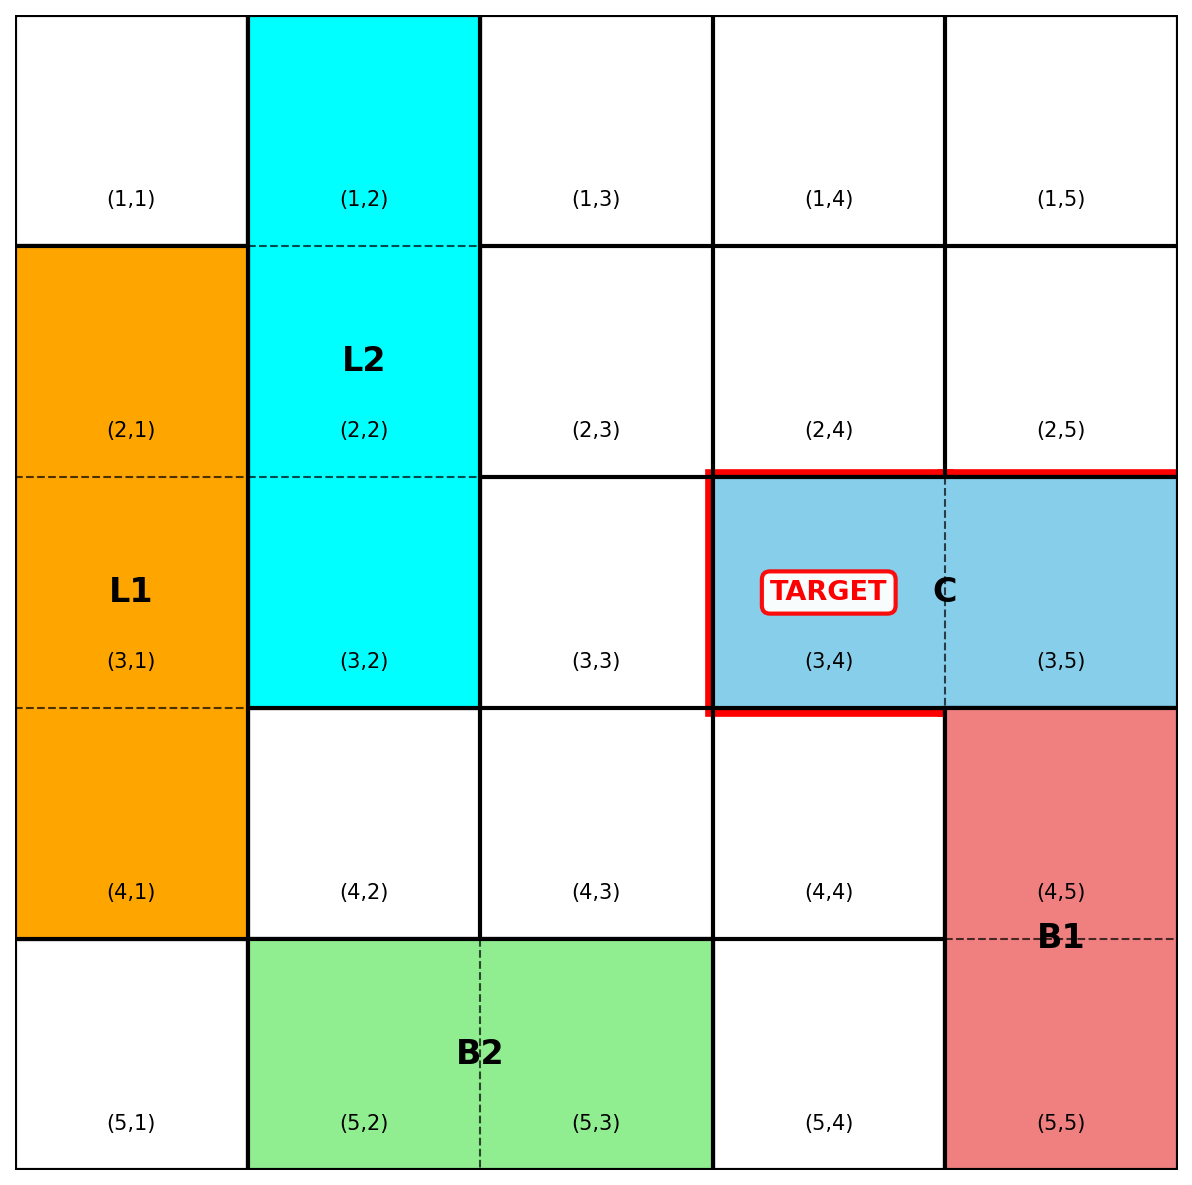 (1,1) (1,2) (1,3) (1,4) (1,5)
L2
(2,1) (2,2) (2,3) (2,4) (2,5)
L1 TARGET C
(3,1) (3,2) (3,3) (3,4) (3,5)
(4,1) (4,2) (4,3) (4,4) (4,5)
B1
B2
(5,1) (5,2) (5,3) (5,4) (5,5)